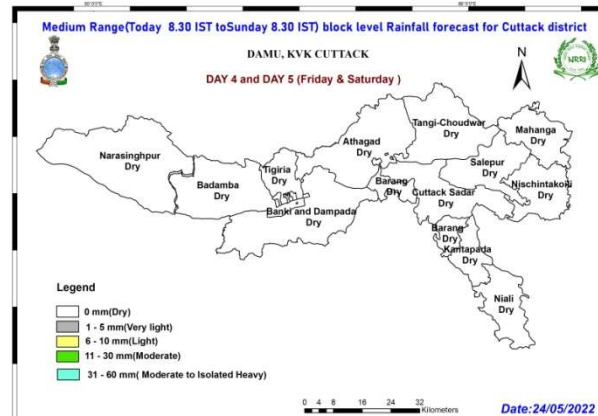 Medium Range(Today 8.30 IST toSunday 8.30 IST) block level Rainfall forecast for Cuttack district
DAMU, KVK CUTTACK
DAY 4 and DAY 5 (Friday & Saturday )
N
NRRI
Narasinghpur
Dry
Badamba
Dry
Tigiria
Dry
Banki and Dampada
Dry
Athagad
Dry
Tangi-Choudwar
Dry
Mahanga
Dry
Salepur
Dry
Nischintakoili
Dry
Barang
Dry
Cuttack Sadar
Dry
Barang
Dry
Kantapada
Dry
Niali
Dry
Legend
0 mm(Dry)
1 - 5 mm(Very light)
6 - 10 mm(Light)
11 - 30 mm(Moderate)
31 - 60 mm( Moderate to Isolated Heavy)
0 4 8 16 24 32
Kilometers
Date:24/05/2022